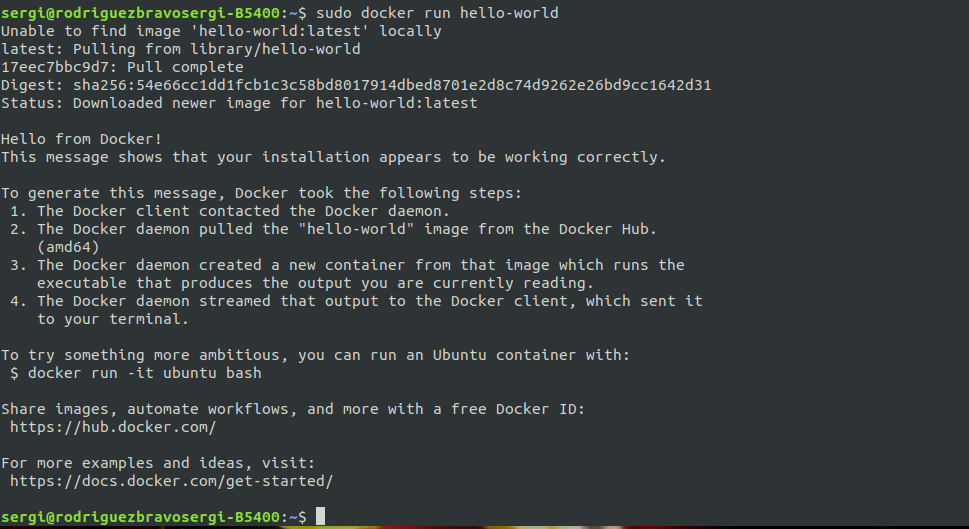 sergi@rodriguezbravosergi-B5400:~$ sudo docker run hello-world
Unable to find image 'hello-world:latest' locally
latest: Pulling from library/hello-world
17eec7bbc9d7: Pull complete
Digest: sha256:54e66cc1dd1fcb1c3c58bd8017914dbed8701e2d8c74d9262e26bd9cc1642d31
Status: Downloaded newer image for hello-world:latest

Hello from Docker!
This message shows that your installation appears to be working correctly.

To generate this message, Docker took the following steps:
 1. The Docker client contacted the Docker daemon.
 2. The Docker daemon pulled the "hello-world" image from the Docker Hub.
    (amd64)
 3. The Docker daemon created a new container from that image which runs the
    executable that produces the output you are currently reading.
 4. The Docker daemon streamed that output to the Docker client, which sent it
    to your terminal.

To try something more ambitious, you can run an Ubuntu container with:
 $ docker run -it ubuntu bash

Share images, automate workflows, and more with a free Docker ID:
 https://hub.docker.com/

For more examples and ideas, visit:
 https://docs.docker.com/get-started/

sergi@rodriguezbravosergi-B5400:~$